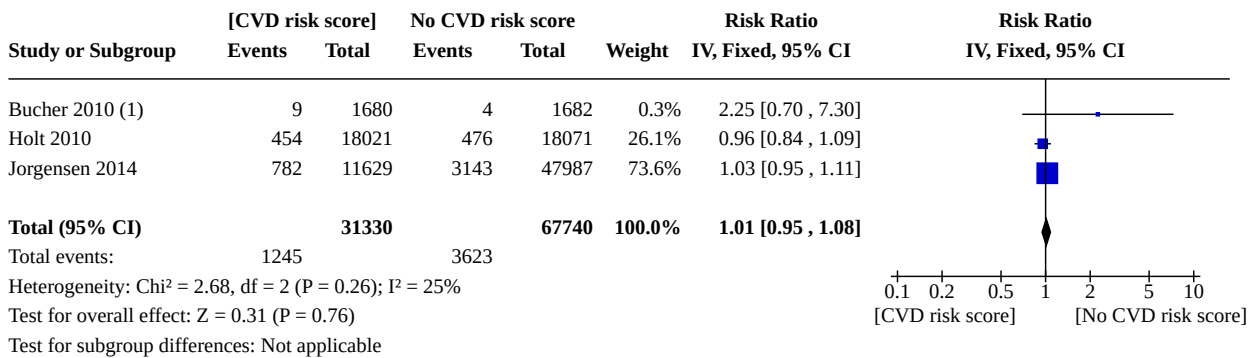 [CVD risk score] No CVD risk score Risk Ratio Risk Ratio
Study or Subgroup Events Total Events Total Weight IV, Fixed, 95% CI IV, Fixed, 95% CI
Bucher 2010 (1) 9 1680 4 1682 0.3% 2.25 [0.70 , 7.30]
Holt 2010 454 18021 476 18071 26.1% 0.96 [0.84 , 1.09]
Jorgensen 2014 782 11629 3143 47987 73.6% 1.03 [0.95 , 1.11]
Total (95% CI) 31330 67740 100.0% 1.01 [0.95 , 1.08]
Total events: 1245 3623
Heterogeneity: Chi² = 2.68, df = 2 (P = 0.26); I² = 25%
0.1 0.2 0.5 1 2 5 10
Test for overall effect: Z = 0.31 (P = 0.76)
[CVD risk score] [No CVD risk score]
Test for subgroup differences: Not applicable